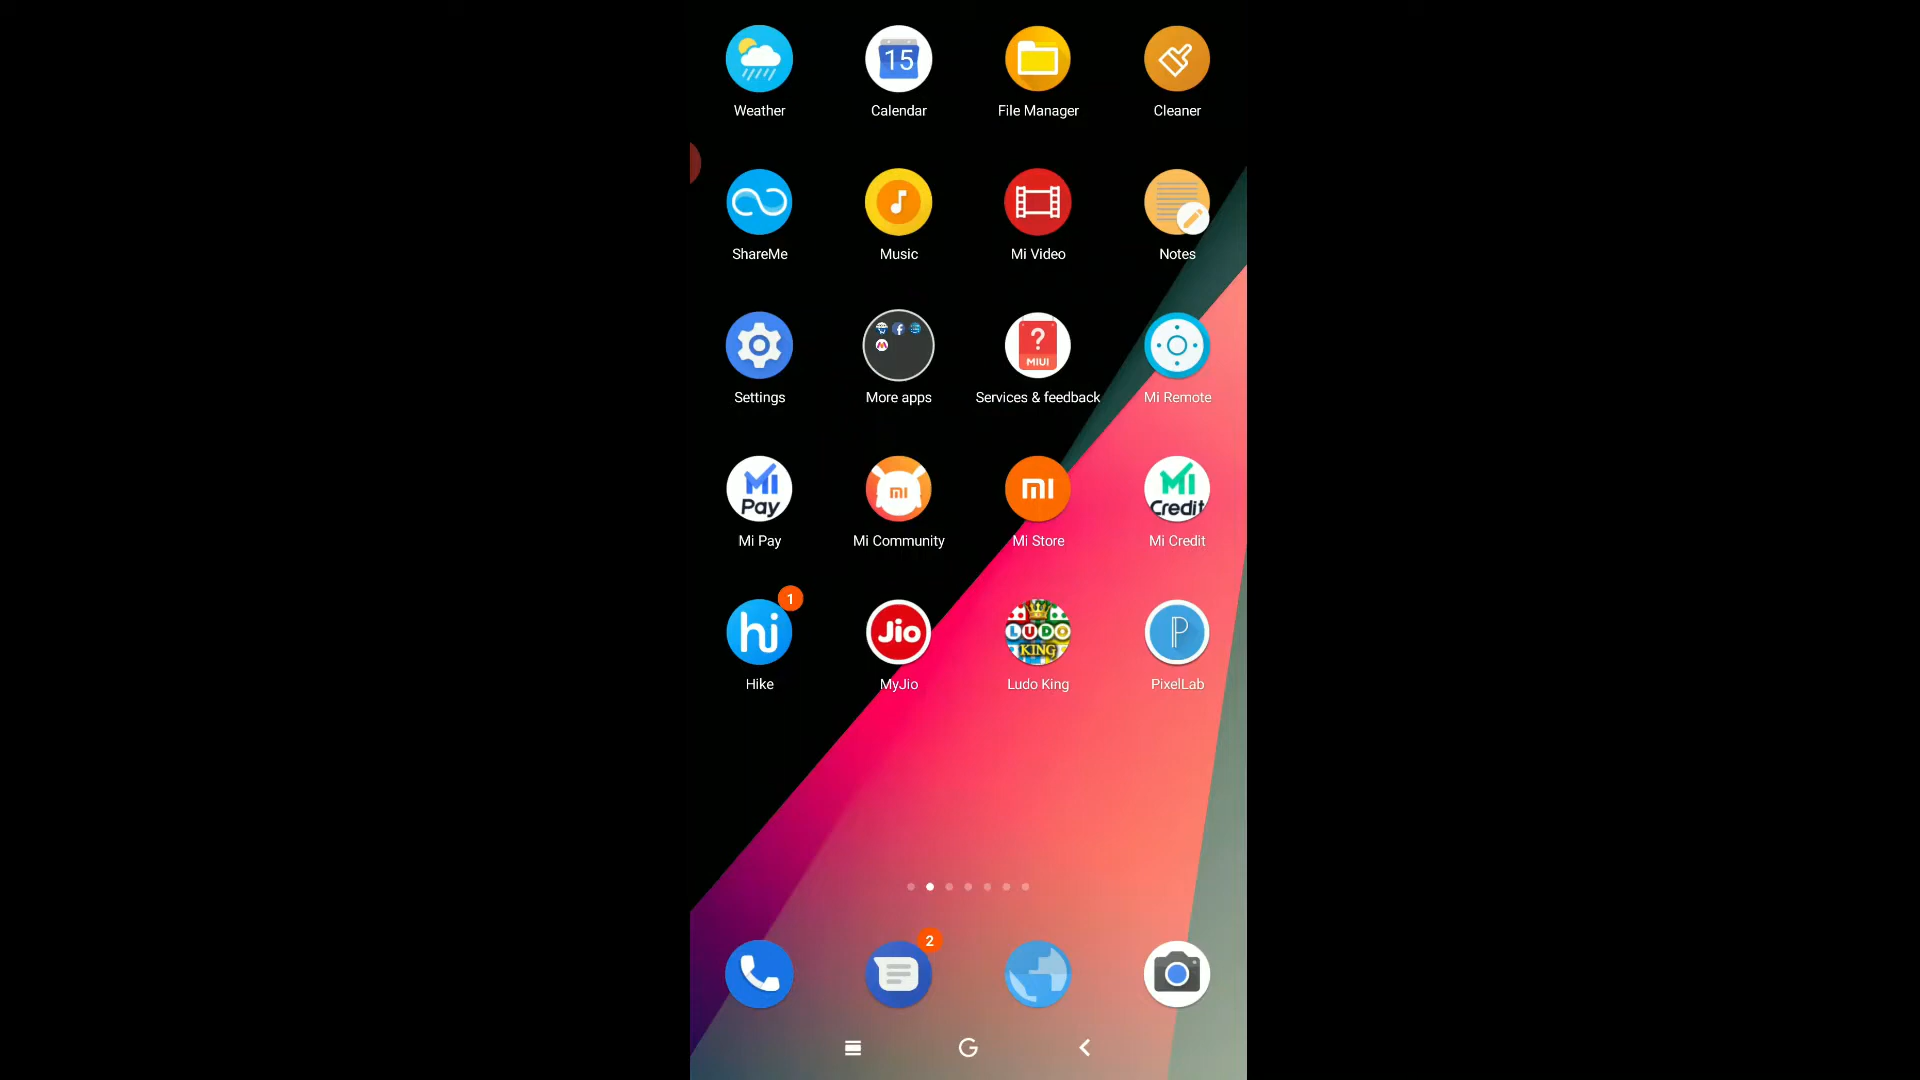 15
Weather Calendar File Manager Cleaner
ShareMe Music Mi Video Notes
?
MIUI
Settings More apps Services & feedback Mi Remote
MI Pay mi mi MI Credit
Mi Pay Mi Community Mi Store Mi Credit
1
hi Jio LUDO KING P
Hike MyJio Ludo King PixelLab
2
G